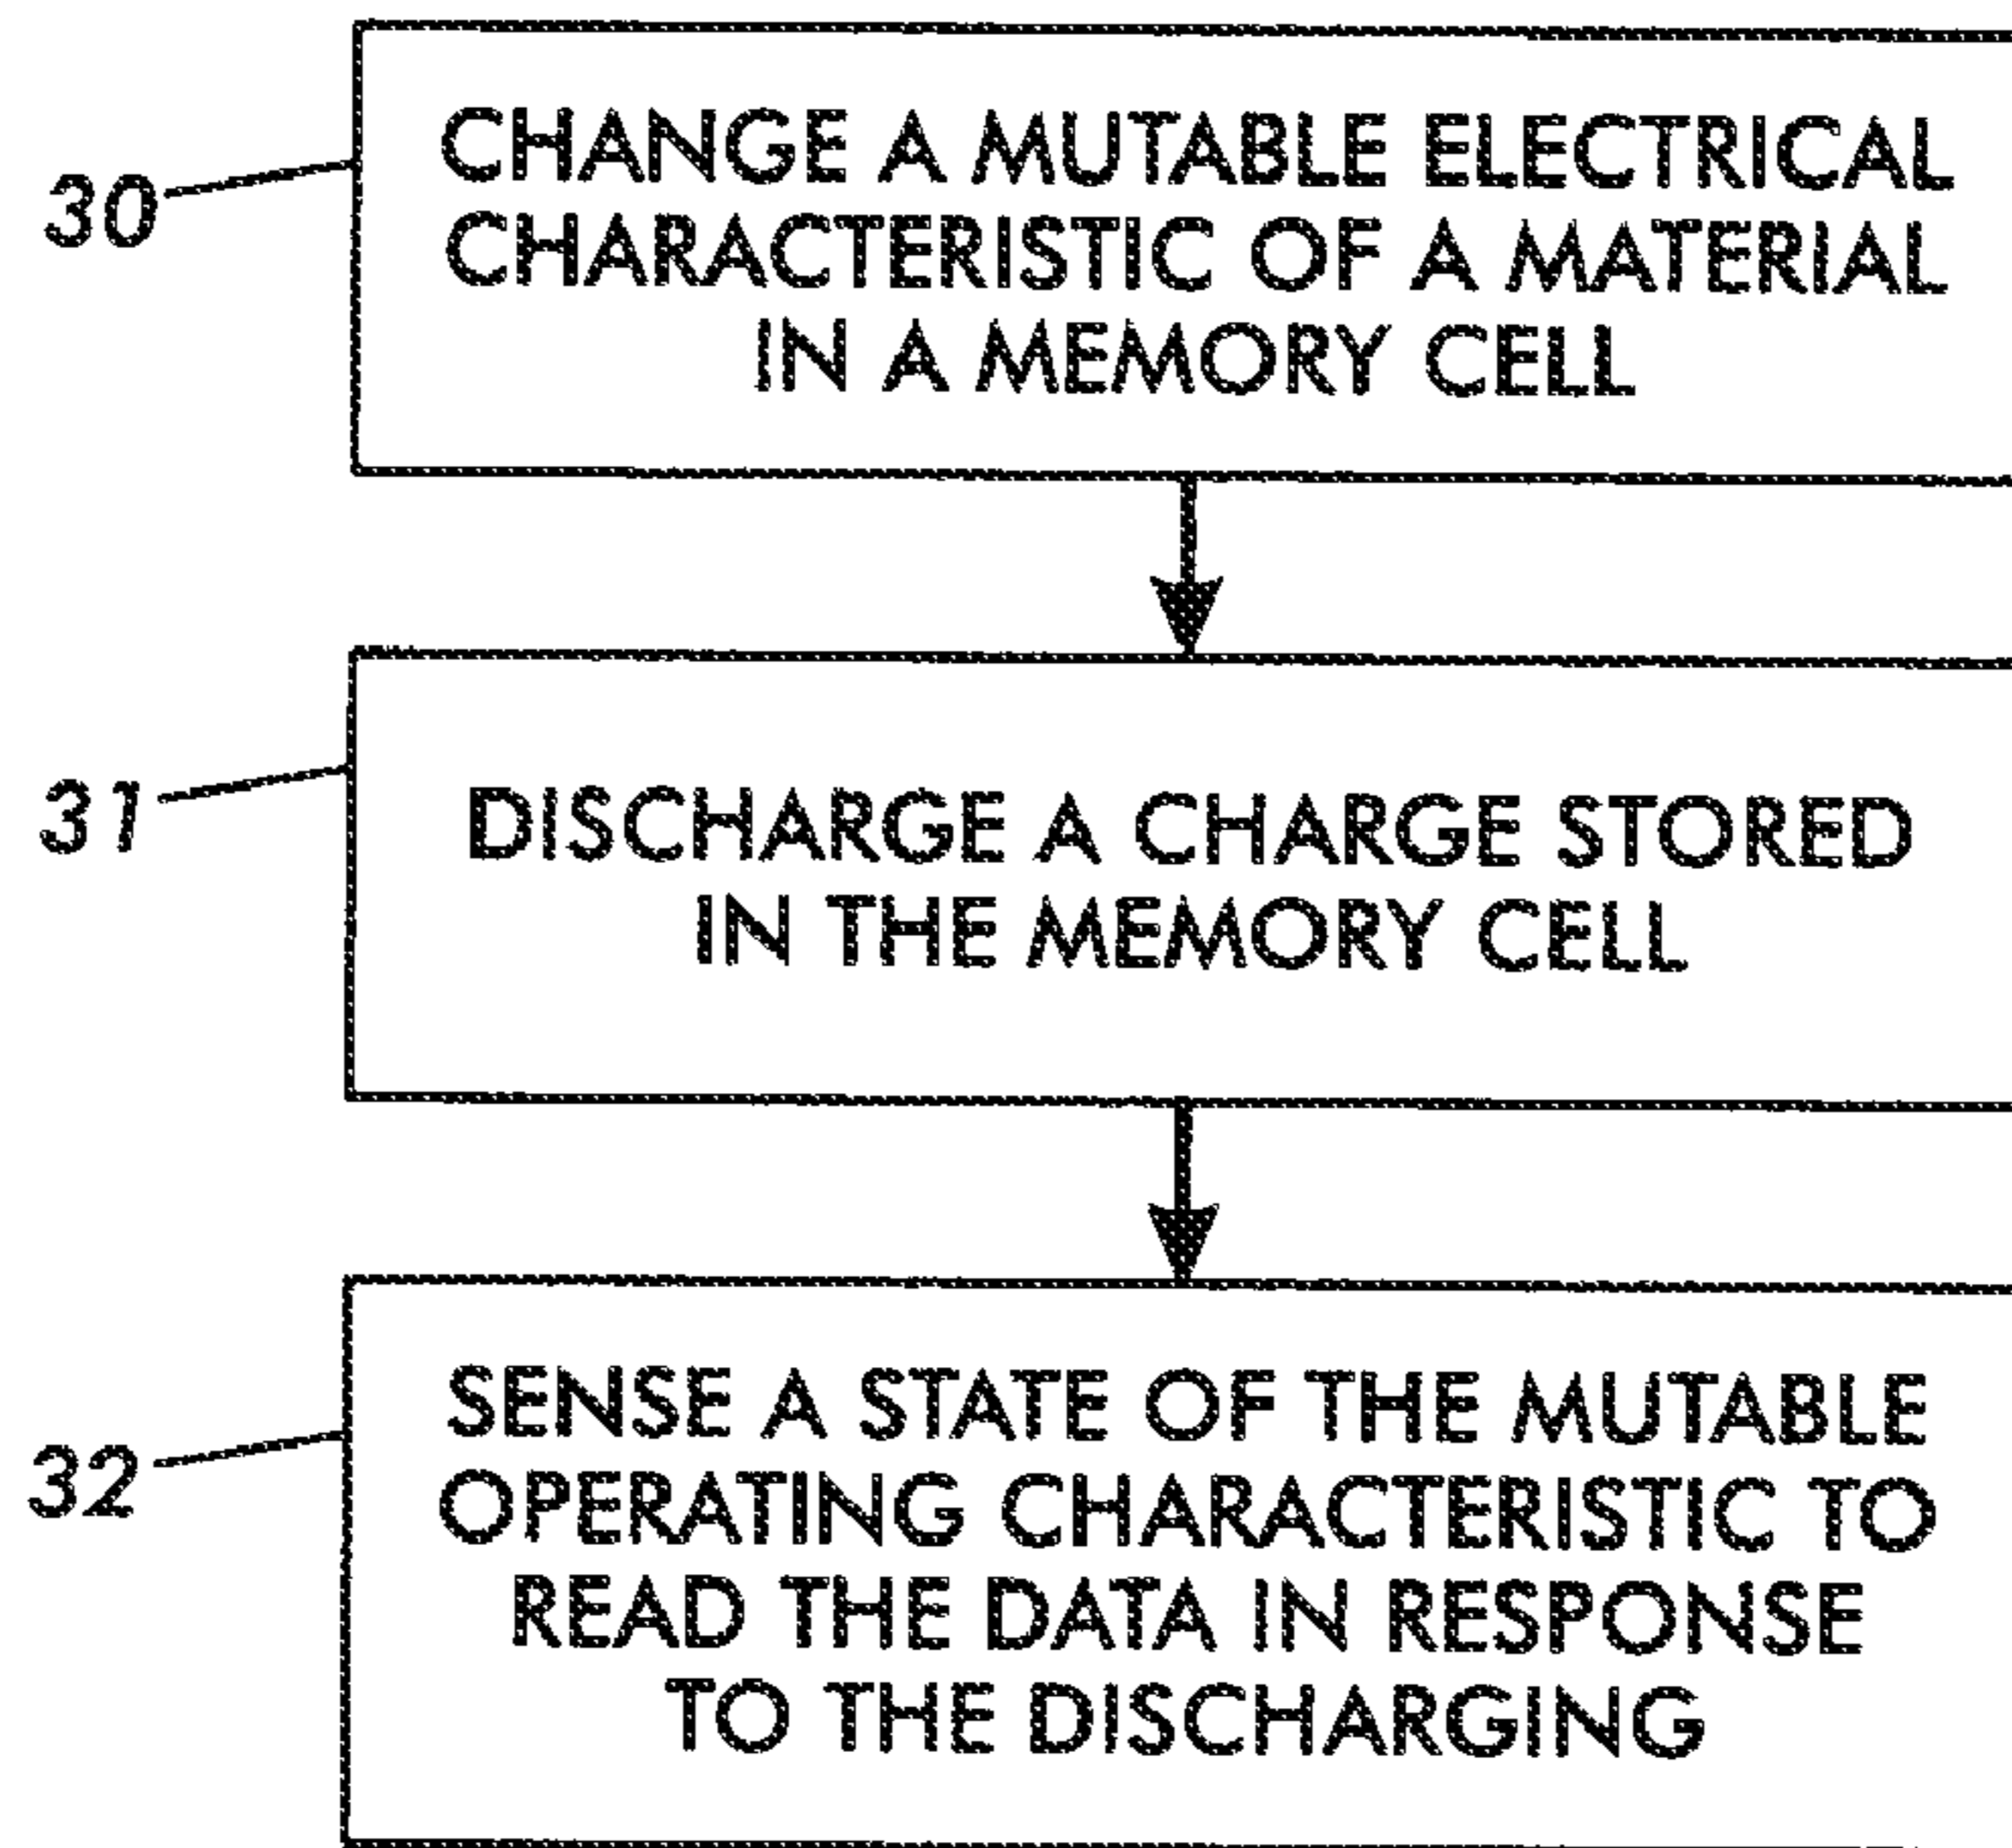 30
CHANGE A MUTABLE ELECTRICAL
CHARACTERISTIC OF A MATERIAL
IN A MEMORY CELL
31
DISCHARGE A CHARGE STORED
IN THE MEMORY CELL
32
SENSE A STATE OF THE MUTABLE
OPERATING CHARACTERISTIC TO
READ THE DATA IN RESPONSE
TO THE DISCHARGING